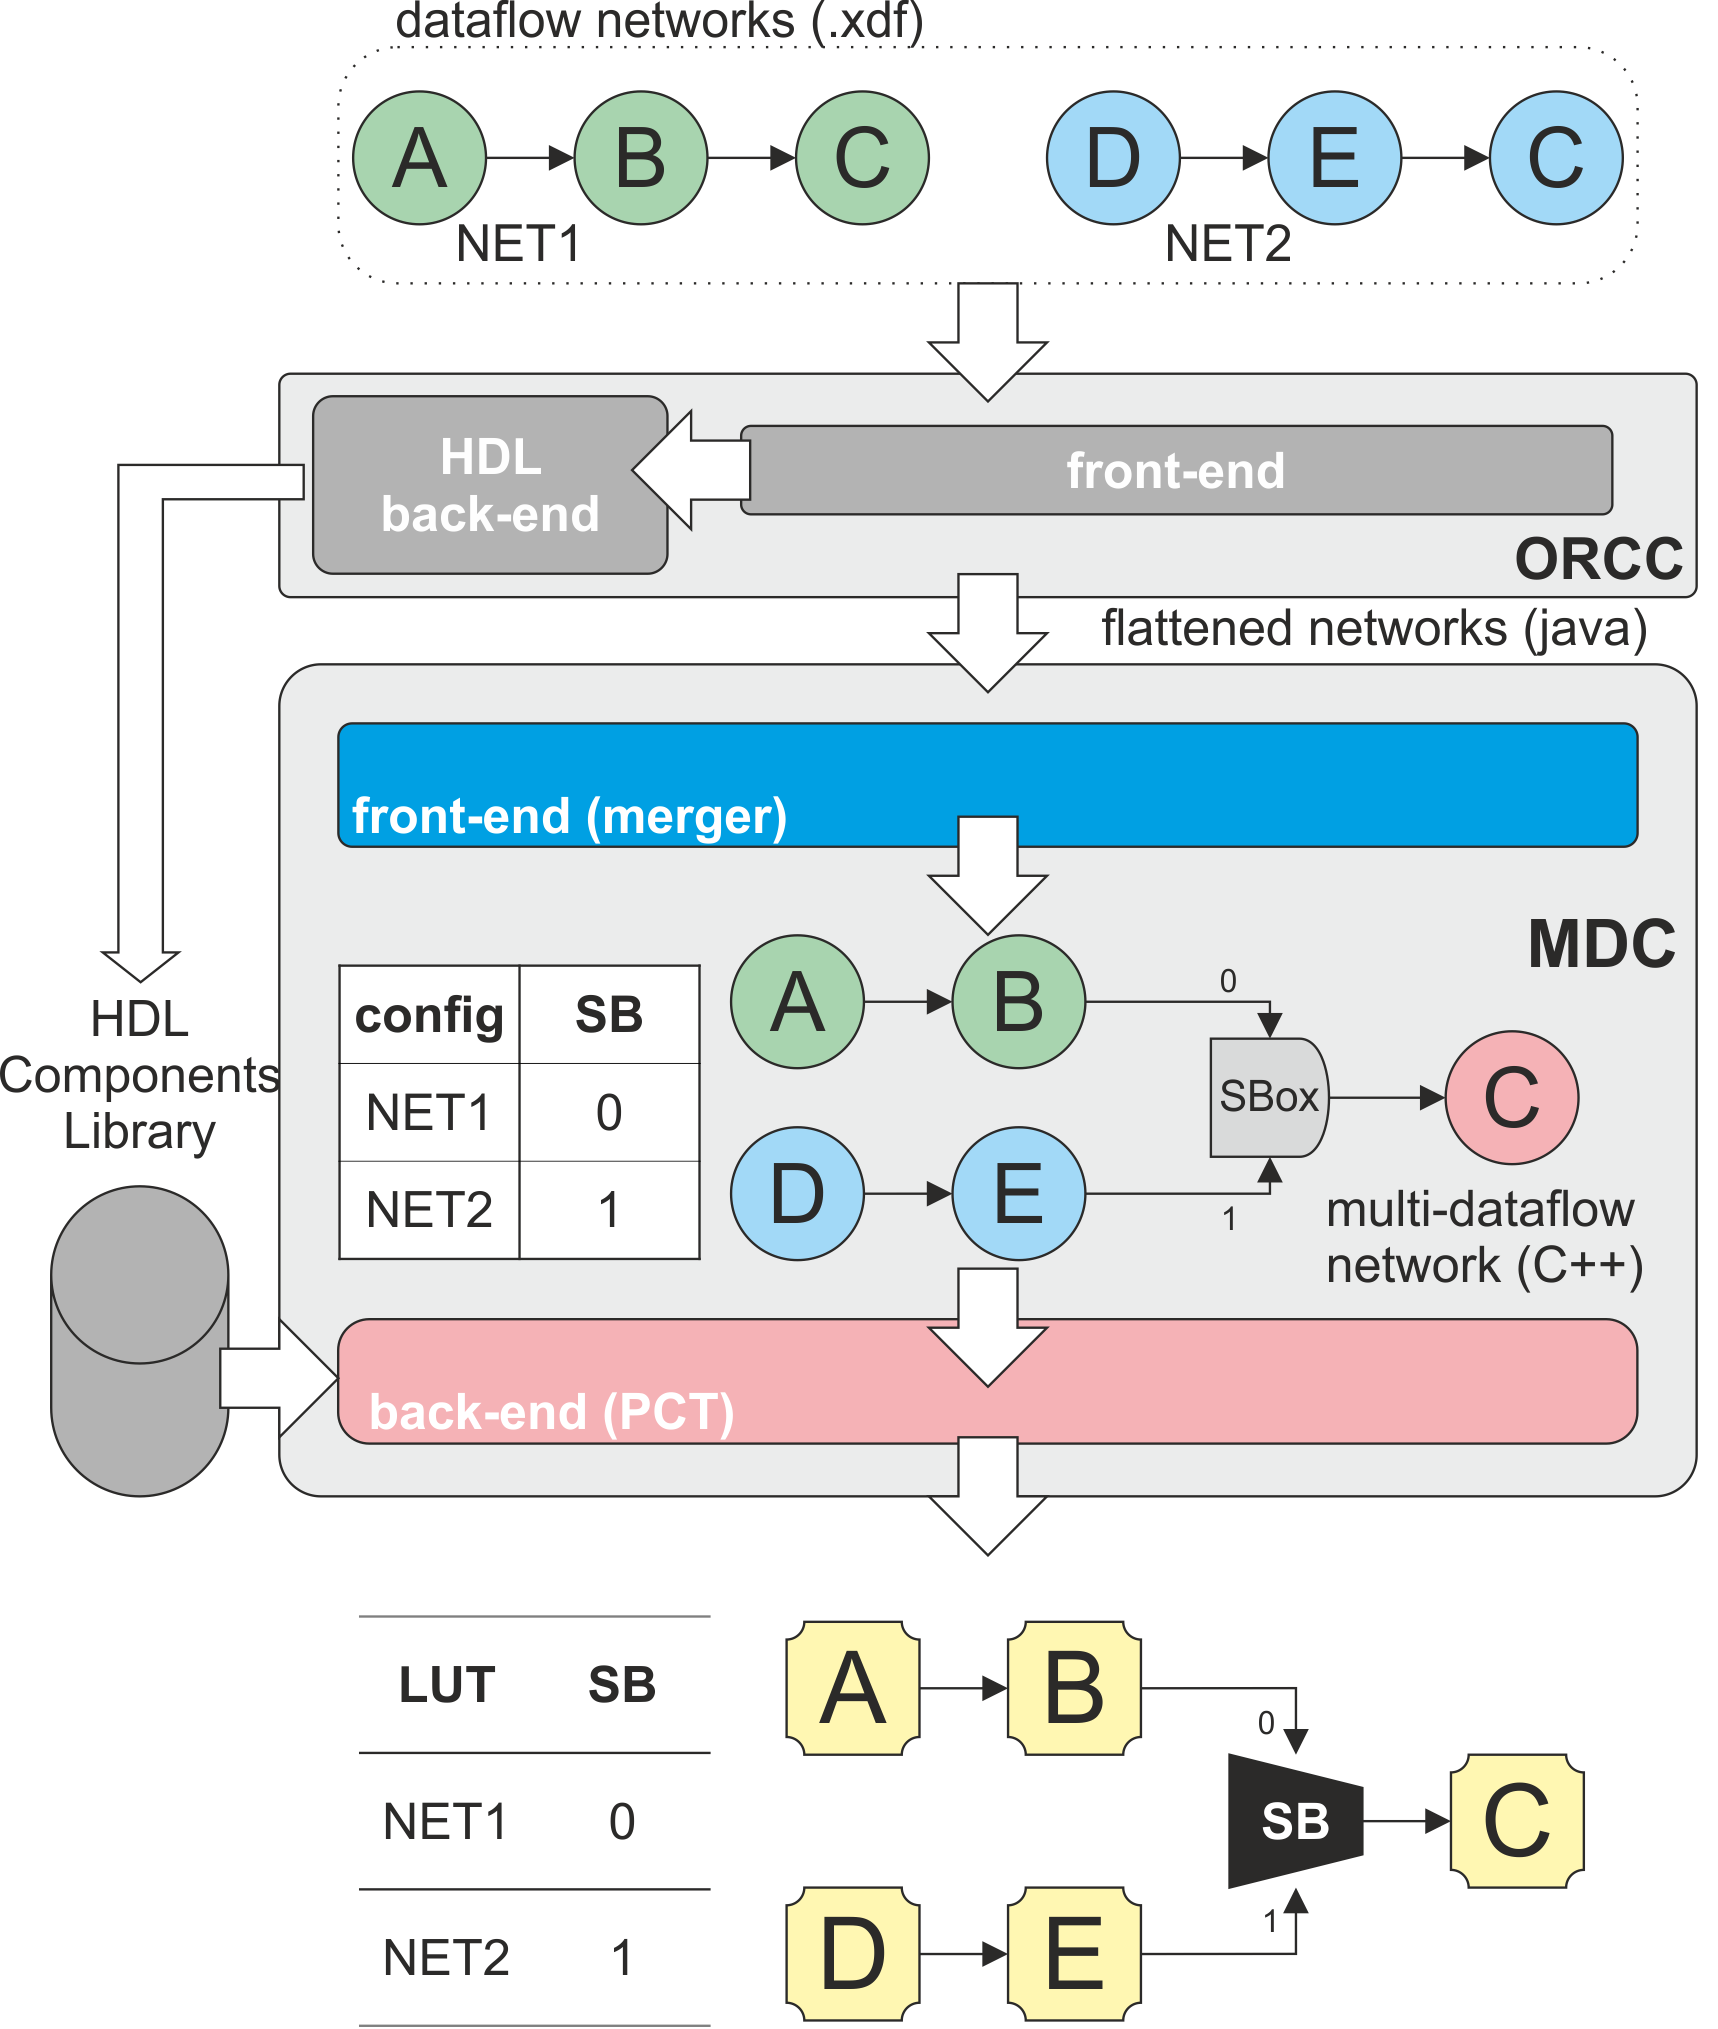 dataflow networks (.xdf)
A B C D E C
NET1 NET2
HDL
back-end
front-end
ORCC
flattened networks (java)
front-end (merger)
MDC
HDL
Components
Library
config SB
NET1 0
NET2 1
A B 0
SBox C
D E 1
multi-dataflow
network (C++)
back-end (PCT)
LUT SB
NET1 0
NET2 1
A B 0
SB C
D E 1